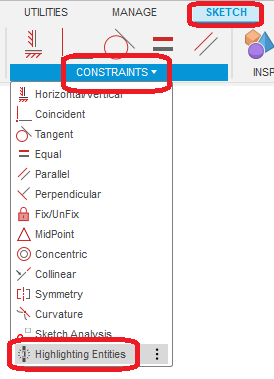 UTILITIES MANAGE SKETCH
CONSTRAINTS INSP
Horizontal/Vertical
Coincident
Tangent
Equal
Parallel
Perpendicular
Fix/UnFix
MidPoint
Concentric
Collinear
Symmetry
Curvature
Sketch Analysis
Highlighting Entities